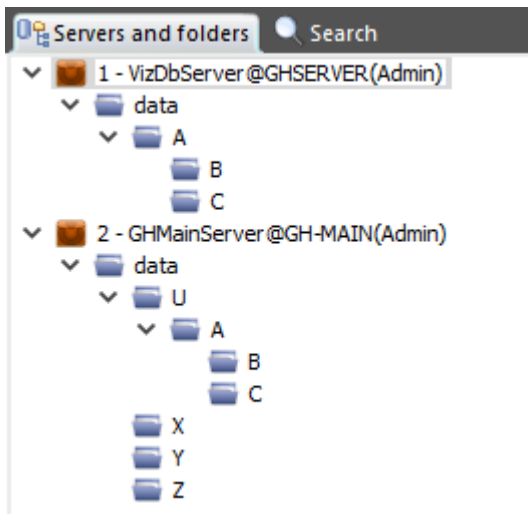 Servers and folders Search
1 - VizDbServer@GHSERVER(Admin)
data
A
B
C
2 - GHMainServer@GH-MAIN(Admin)
data
U
A
B
C
X
Y
Z